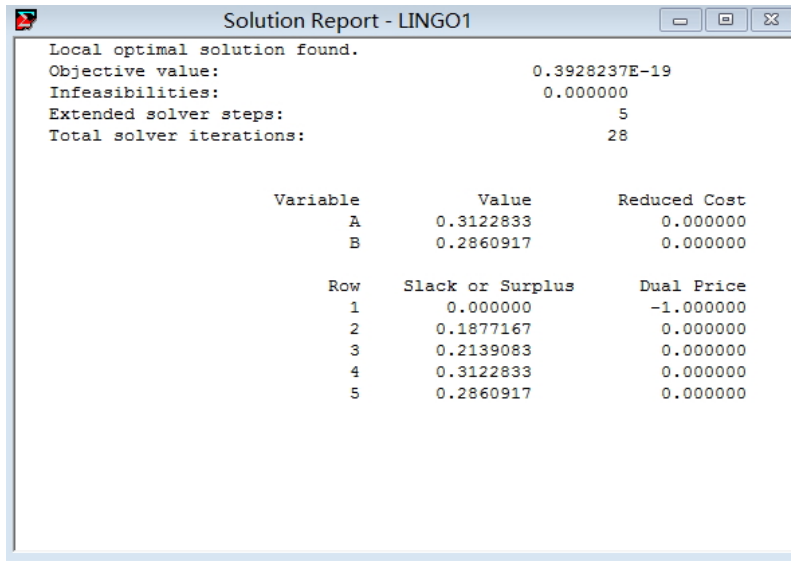 Solution Report - LINGO1
Local optimal solution found.
Objective value: 0.3928237E-19
Infeasibilities: 0.000000
Extended solver steps: 5
Total solver iterations: 28
Variable Value Reduced Cost
A 0.3122833 0.000000
B 0.2860917 0.000000
Row Slack or Surplus Dual Price
1 0.000000 -1.000000
2 0.1877167 0.000000
3 0.2139083 0.000000
4 0.3122833 0.000000
5 0.2860917 0.000000